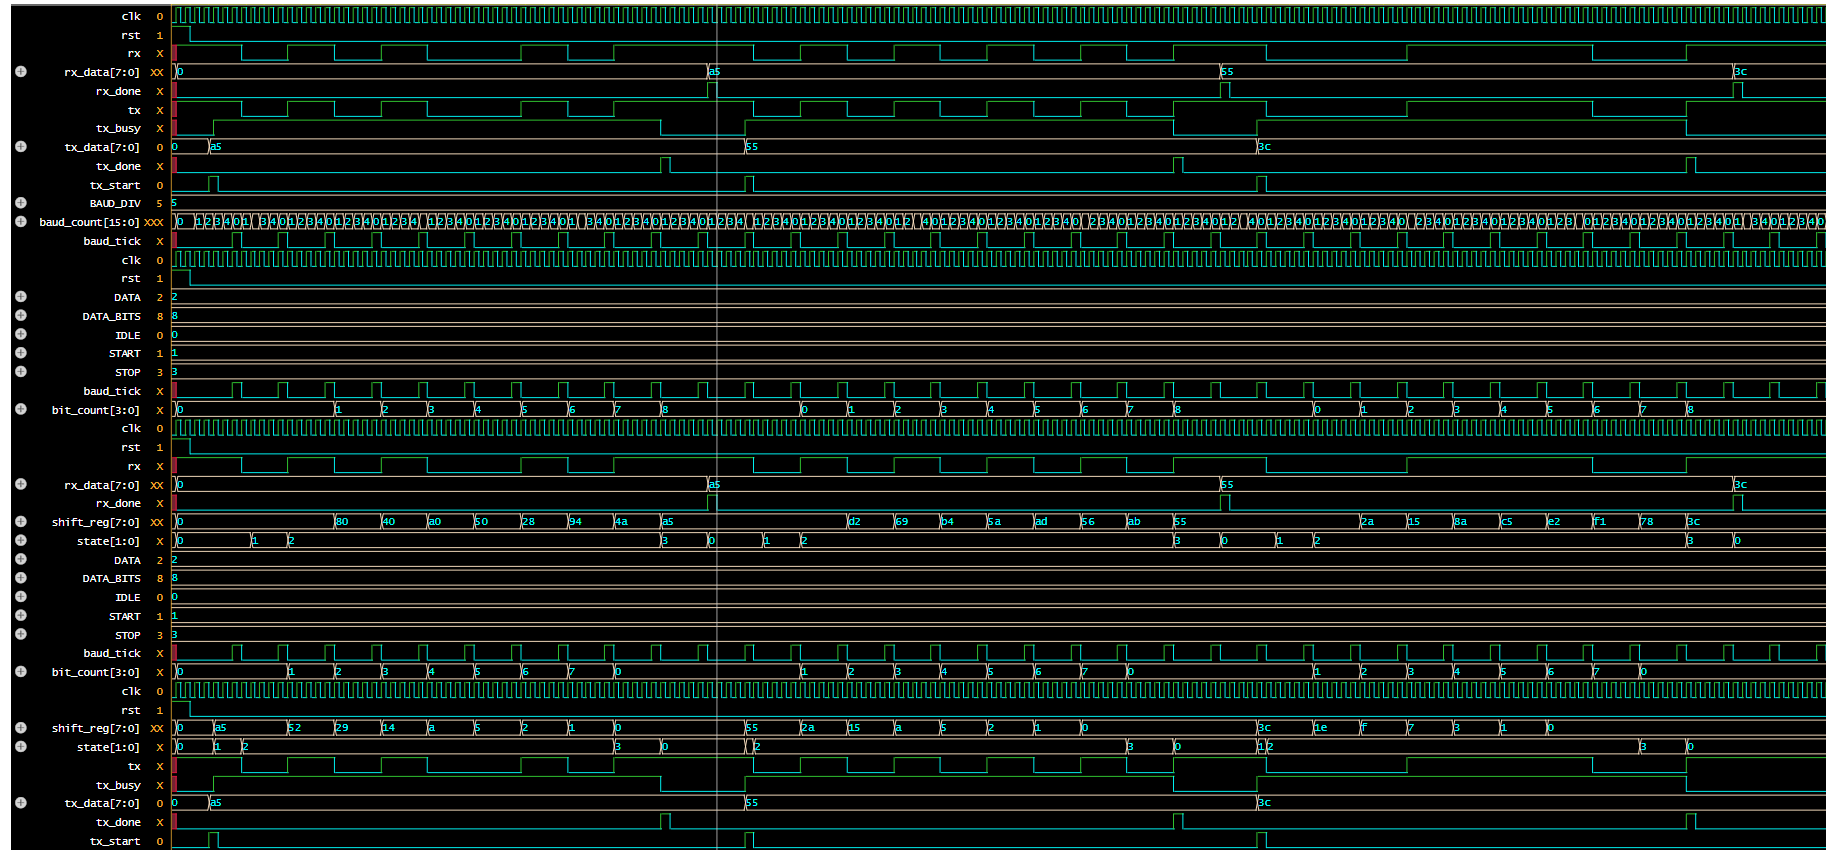 clk 0
rst 1
rx X
rx_data[7:0] XX 0 a5 55 3c
rx_done X
tx X
tx_busy X
tx_data[7:0] 0 0 a5 55 3c
tx_done X
tx_start 0
BAUD_DIV 5 5
baud_count[15:0] XXX 0
baud_tick X
clk 0
rst 1
DATA 2 2
DATA_BITS 8 8
IDLE 0 0
START 1 1
STOP 3 3
baud_tick X
bit_count[3:0] X 0 1 2 3 4 5 6 7 8 0 1 2 3 4 5 6 7 8 0 1 2 3 4 5 6 7 8
clk 0
rst 1
rx X
rx_data[7:0] XX 0 a5 55 3c
rx_done X
shift_reg[7:0] XX 0 80 40 a0 50 28 94 4a a5 d2 69 b4 5a ad 56 ab 55 2a 15 8a c5 e2 f1 78 3c
state[1:0] X 0 1 2 3 0 1 2 3 0 1 2 3 0
DATA 2 2
DATA_BITS 8 8
IDLE 0 0
START 1 1
STOP 3 3
baud_tick X
bit_count[3:0] X 0 1 2 3 4 5 6 7 0 1 2 3 4 5 6 7 0 1 2 3 4 5 6 7 0
clk 0
rst 1
shift_reg[7:0] XX 0 a5 52 29 14 a 5 2 1 0 55 2a 15 a 5 2 1 0 3c 1e f 7 3 1 0
state[1:0] X 0 1 2 3 0 2 3 0 1 2 3 0
tx X
tx_busy X
tx_data[7:0] 0 0 a5 55 3c
tx_done X
tx_start 0